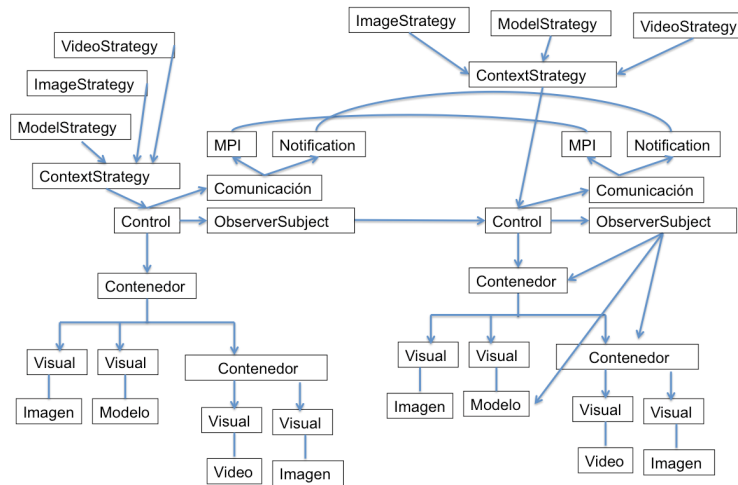 ImageStrategy
ModelStrategy
VideoStrategy
VideoStrategy
ContextStrategy
ImageStrategy
ModelStrategy
MPI
Notification
MPI
Notification
ContextStrategy
Comunicación
Comunicación
Control
ObserverSubject
Control
ObserverSubject
Contenedor
Contenedor
Visual
Visual
Contenedor
Visual
Visual
Contenedor
Imagen
Modelo
Imagen
Modelo
Visual
Visual
Visual
Visual
Video
Imagen
Video
Imagen